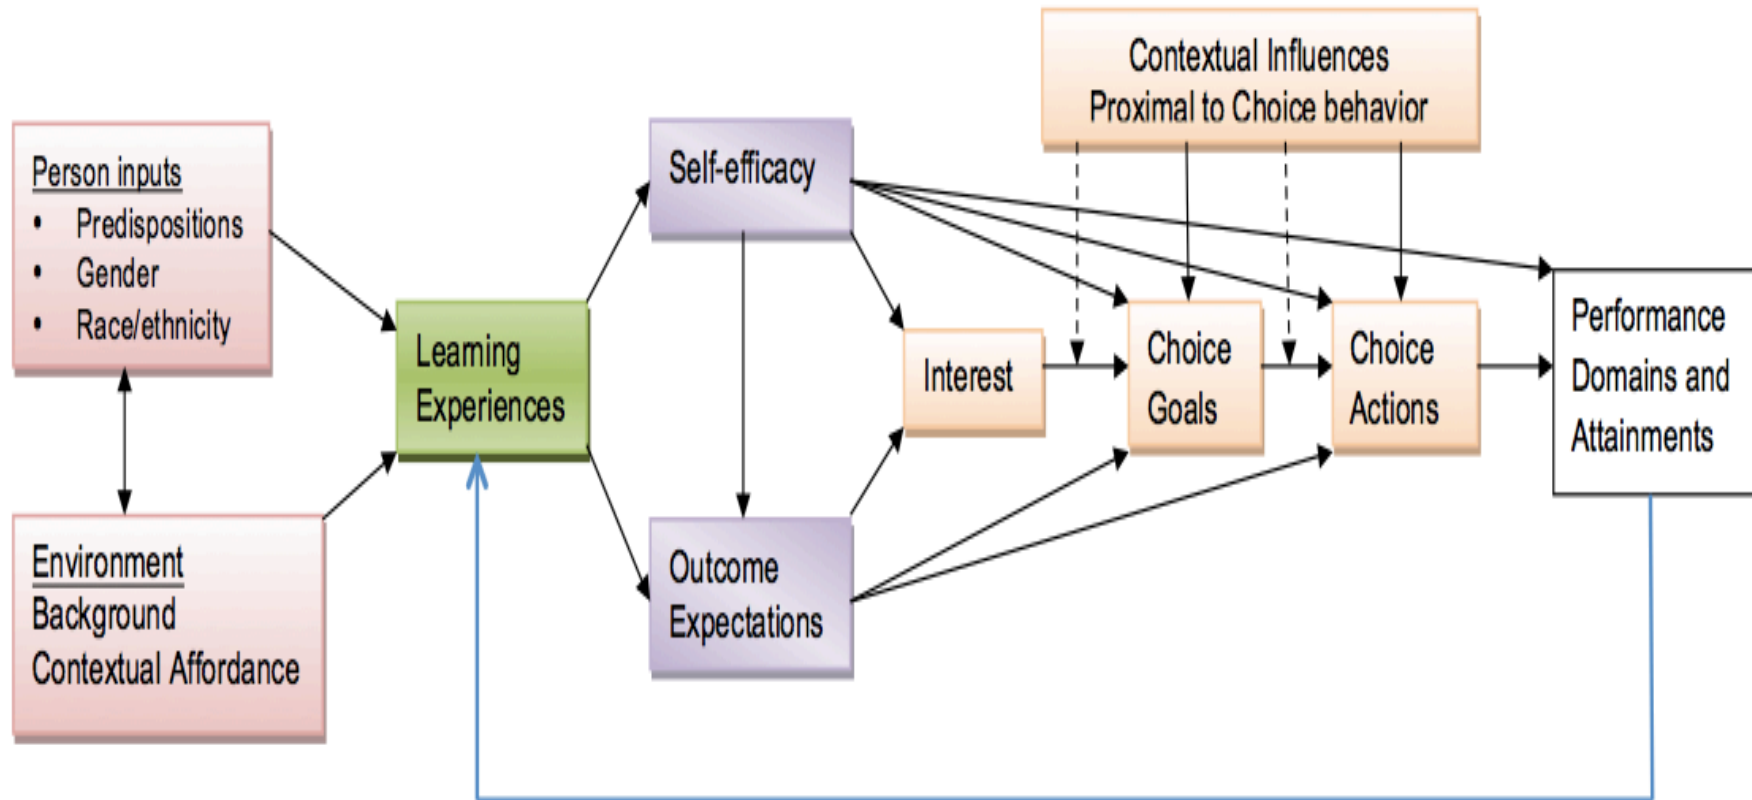 Contextual Influences
Proximal to Choice behavior
Person inputs
• Predispositions
• Gender
• Race/ethnicity
Self-efficacy
Learning
Experiences
Interest
Choice
Goals
Choice
Actions
Performance
Domains and
Attainments
Environment
Background
Contextual Affordance
Outcome
Expectations